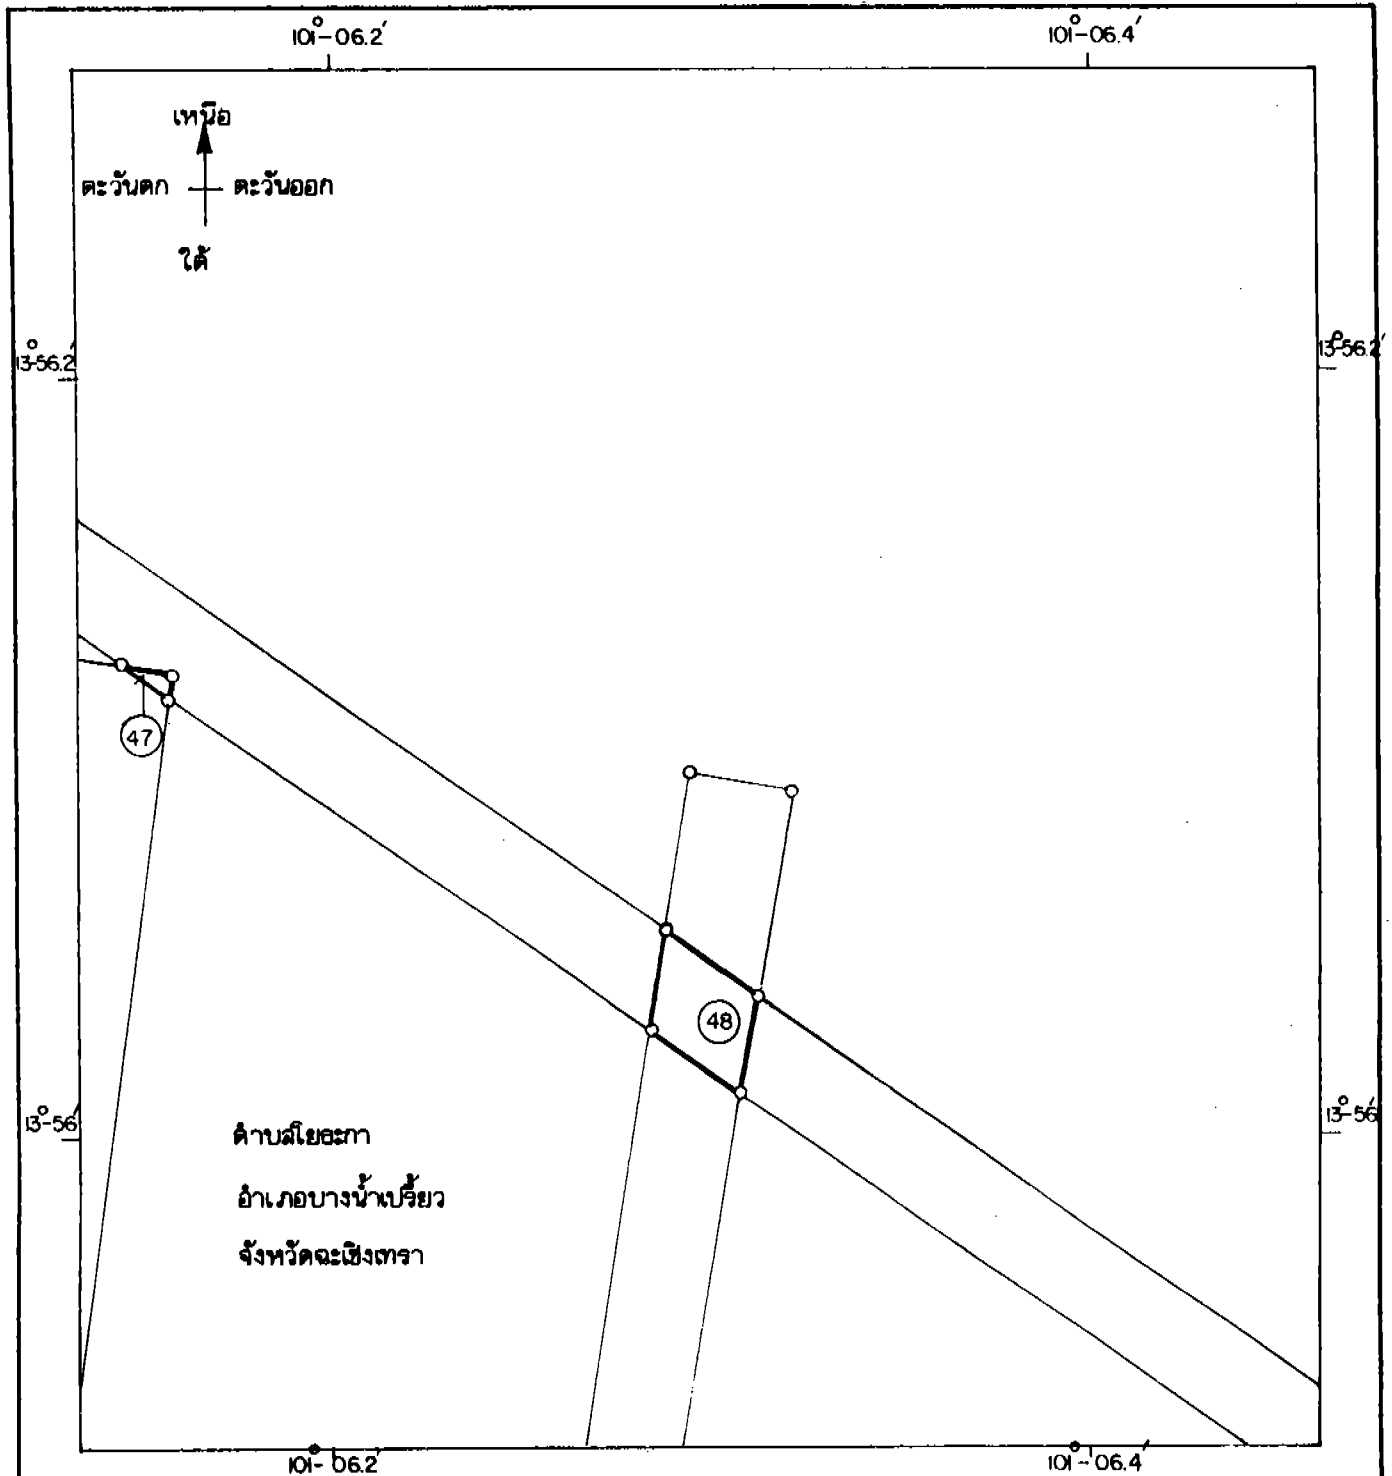 101°-06.2′ 101°-06.4′
เหนือ
ตะวันตก ตะวันออก
ใต้
13°-56.2′ 13°-56.2′
47
48
13°-56′ 13°-56′
ตำบลโยธะกา
อำเภอบางน้ำเปรี้ยว
จังหวัดฉะเชิงเทรา
101°-06.2′ 101°-06.4′